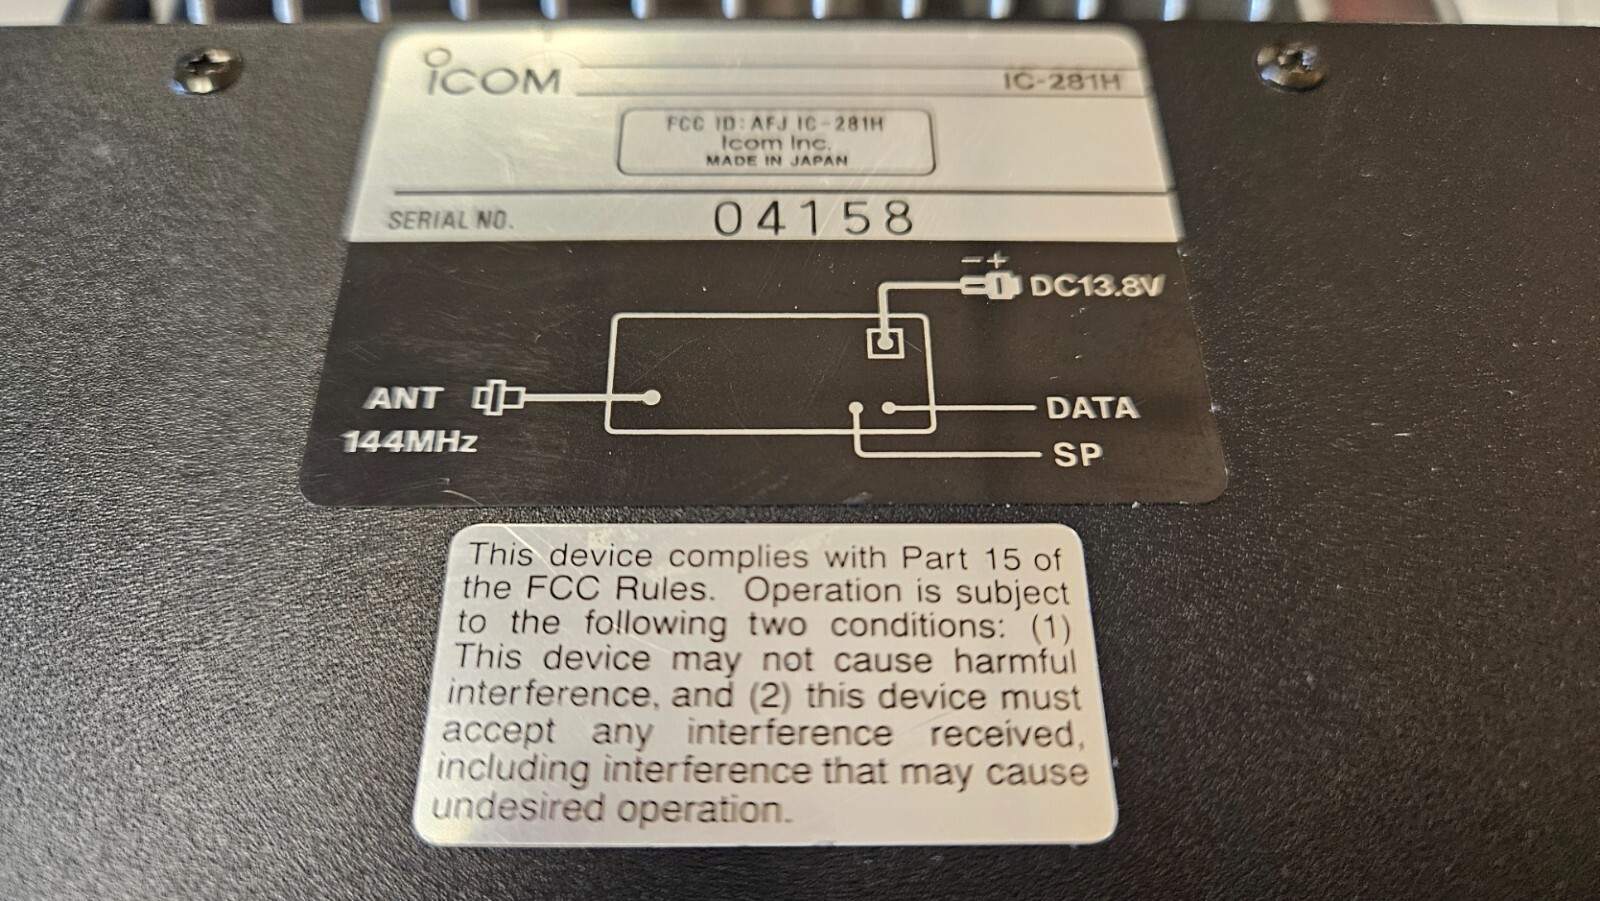 iCOM
IC-281H
FCC ID: AFJ IC-281H
Icom Inc.
MADE IN JAPAN
SERIAL NO. 04158
- +
DC13.8V
ANT
144MHz
DATA
SP
This device complies with Part 15 of
the FCC Rules. Operation is subject
to the following two conditions: (1)
This device may not cause harmful
interference, and (2) this device must
accept any interference received,
including interference that may cause
undesired operation.